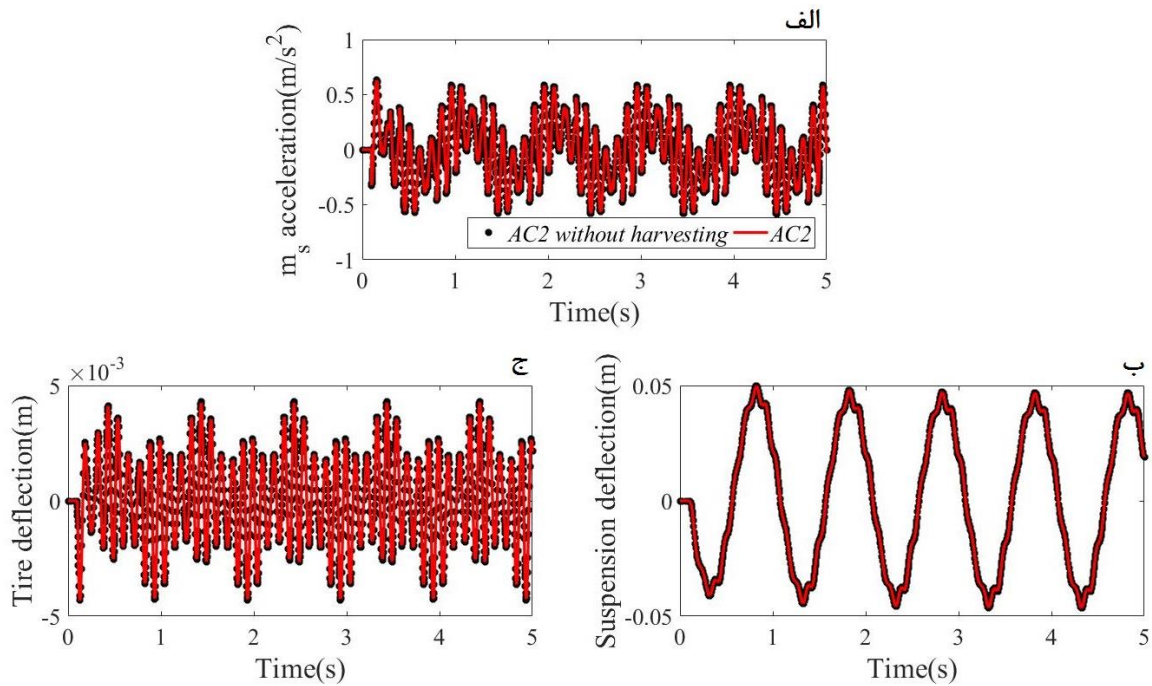 الف
m_s acceleration(m/s²)
1
0.5
0
-0.5
-1
AC2 without harvesting AC2
0 1 2 3 4 5
Time(s)
ج
×10⁻³
Tire deflection(m)
5
0
-5
0 1 2 3 4 5
Time(s)
ب
Suspension deflection(m)
0.05
0
-0.05
0 1 2 3 4 5
Time(s)